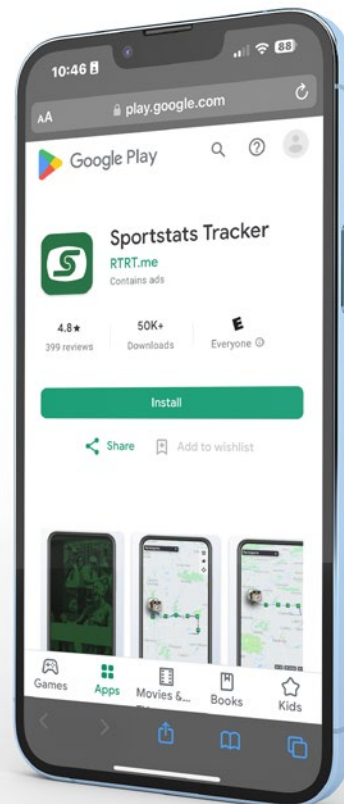 10:46
88
AA
play.google.com
Google Play
Sportstats Tracker
RTRT.me
Contains ads
4.8★
399 reviews
50K+
Downloads
E
Everyone
Install
Share
Add to wishlist
Games
Apps
Movies &...
Books
Kids